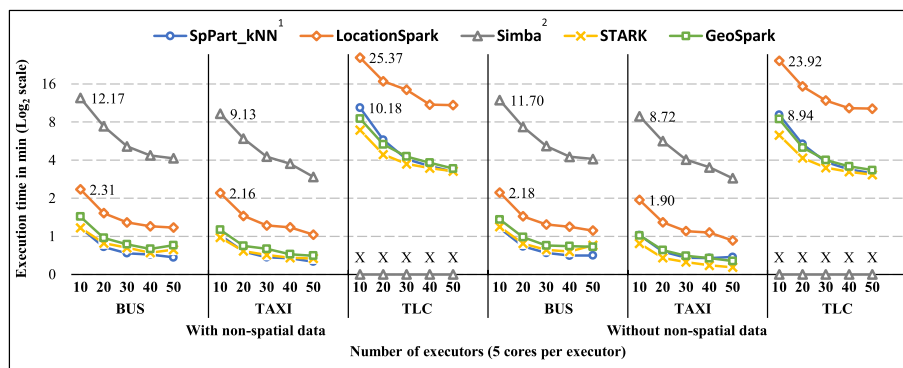 SpPart_kNN1 LocationSpark Simba2 STARK GeoSpark
Execution time in min (Log2 scale)
16
8
4
2
1
0
12.17
2.31
9.13
2.16
25.37
10.18
11.70
2.18
8.72
1.90
23.92
8.94
X X X X X
X X X X X
10 20 30 40 50 10 20 30 40 50 10 20 30 40 50 10 20 30 40 50 10 20 30 40 50 10 20 30 40 50
BUS TAXI TLC BUS TAXI TLC
With non-spatial data Without non-spatial data
Number of executors (5 cores per executor)